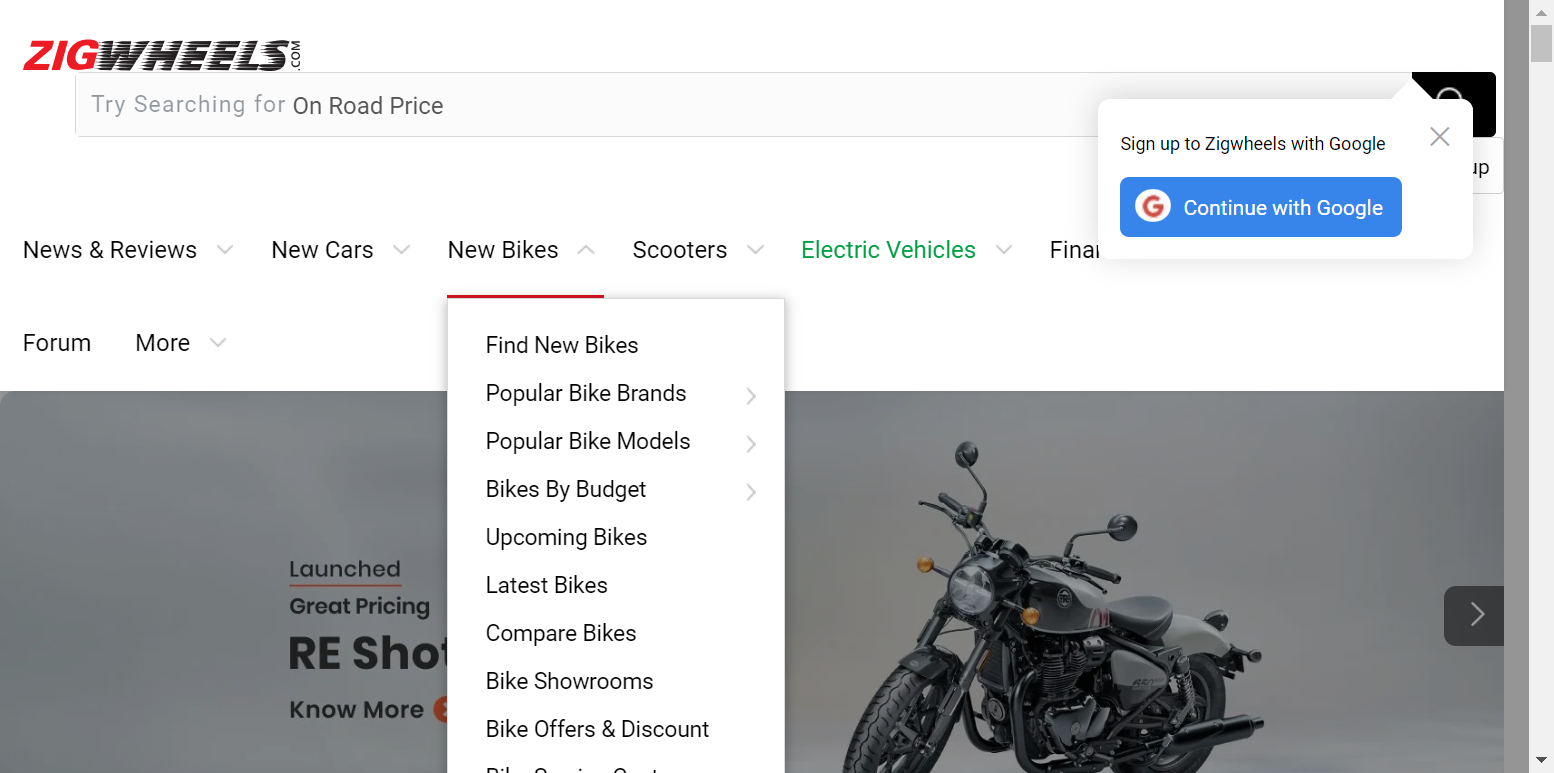 ZIGWHEELS.COM
Try Searching for On Road Price
Sign up to Zigwheels with Google
up
Continue with Google
News & Reviews
New Cars
New Bikes
Scooters
Electric Vehicles
Forum
More
Find New Bikes
Popular Bike Brands
Popular Bike Models
Bikes By Budget
Upcoming Bikes
Latest Bikes
Compare Bikes
Bike Showrooms
Bike Offers & Discount
Launched
Great Pricing
RE
Know More